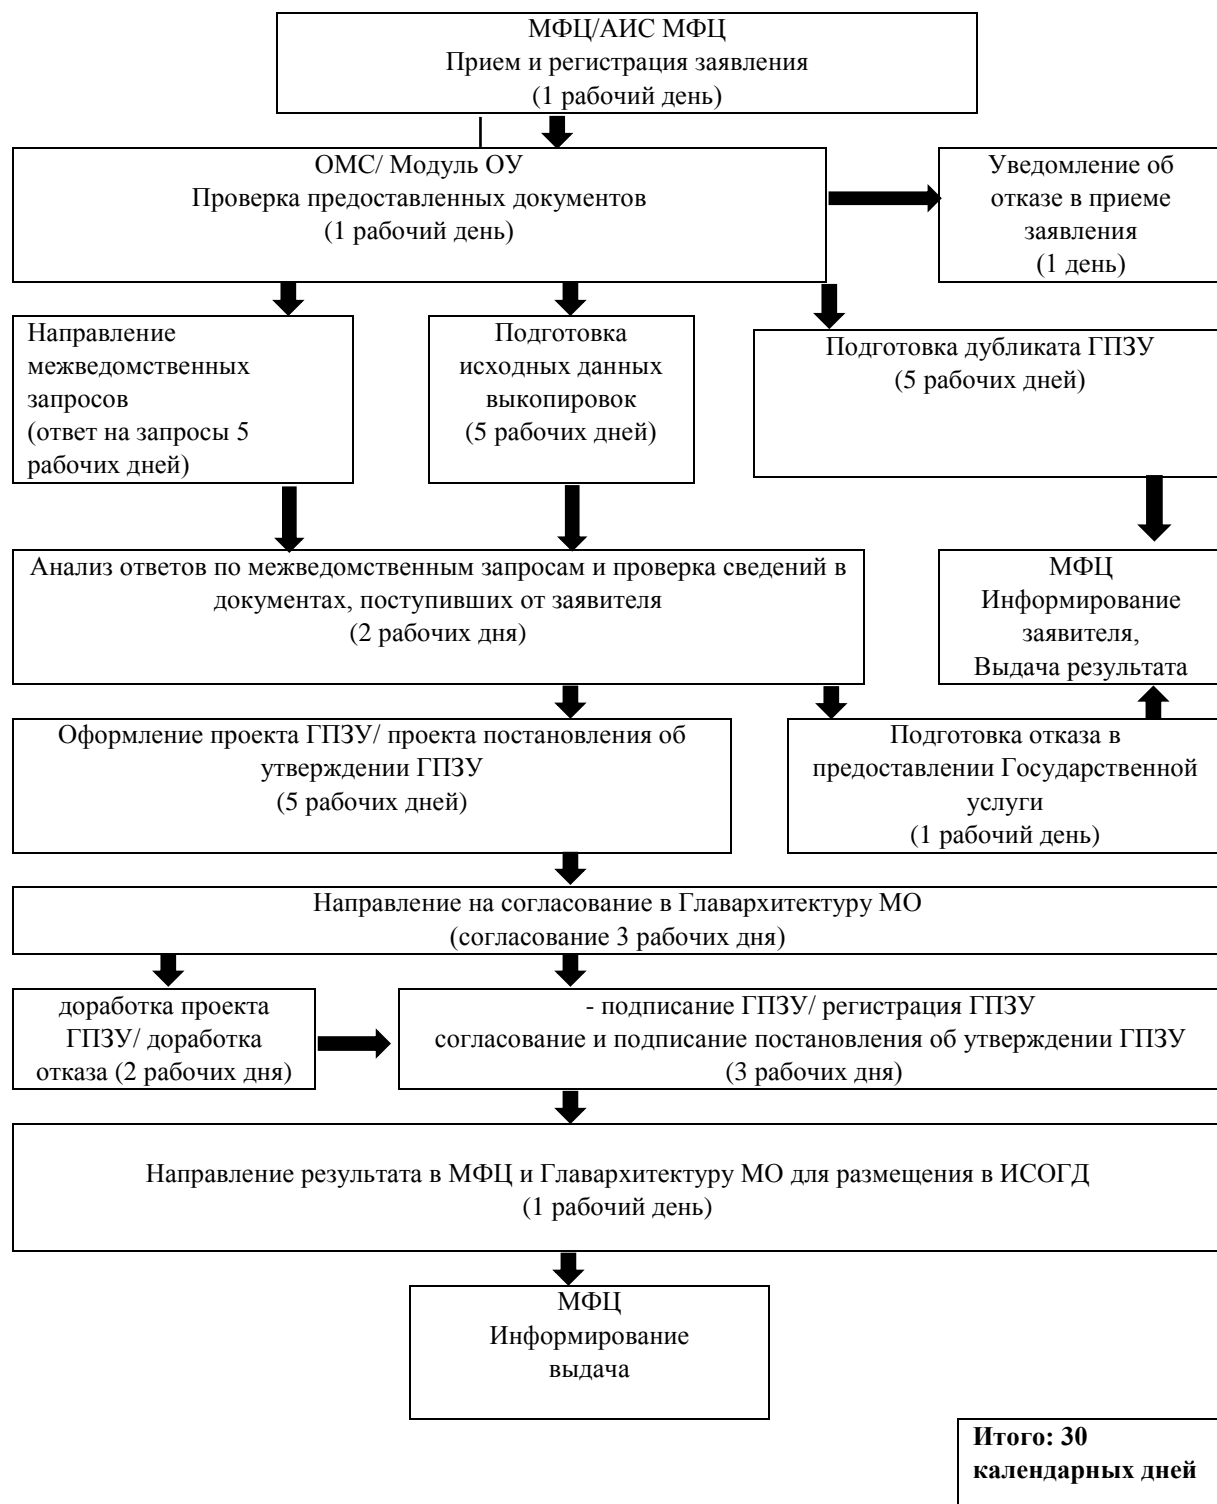 МФЦ/АИС МФЦ
Прием и регистрация заявления
(1 рабочий день)
ОМС/ Модуль ОУ
Проверка предоставленных документов
(1 рабочий день)
Уведомление об
отказе в приеме
заявления
(1 день)
Направление
межведомственных
запросов
(ответ на запросы 5
рабочих дней)
Подготовка
исходных данных
выкопировок
(5 рабочих дней)
Подготовка дубликата ГПЗУ
(5 рабочих дней)
Анализ ответов по межведомственным запросам и проверка сведений в
документах, поступивших от заявителя
(2 рабочих дня)
МФЦ
Информирование
заявителя,
Выдача результата
Оформление проекта ГПЗУ/ проекта постановления об
утверждении ГПЗУ
(5 рабочих дней)
Подготовка отказа в
предоставлении Государственной
услуги
(1 рабочий день)
Направление на согласование в Главархитектуру МО
(согласование 3 рабочих дня)
доработка проекта
ГПЗУ/ доработка
отказа (2 рабочих дня)
- подписание ГПЗУ/ регистрация ГПЗУ
согласование и подписание постановления об утверждении ГПЗУ
(3 рабочих дня)
Направление результата в МФЦ и Главархитектуру МО для размещения в ИСОГД
(1 рабочий день)
МФЦ
Информирование
выдача
Итого: 30
календарных дней